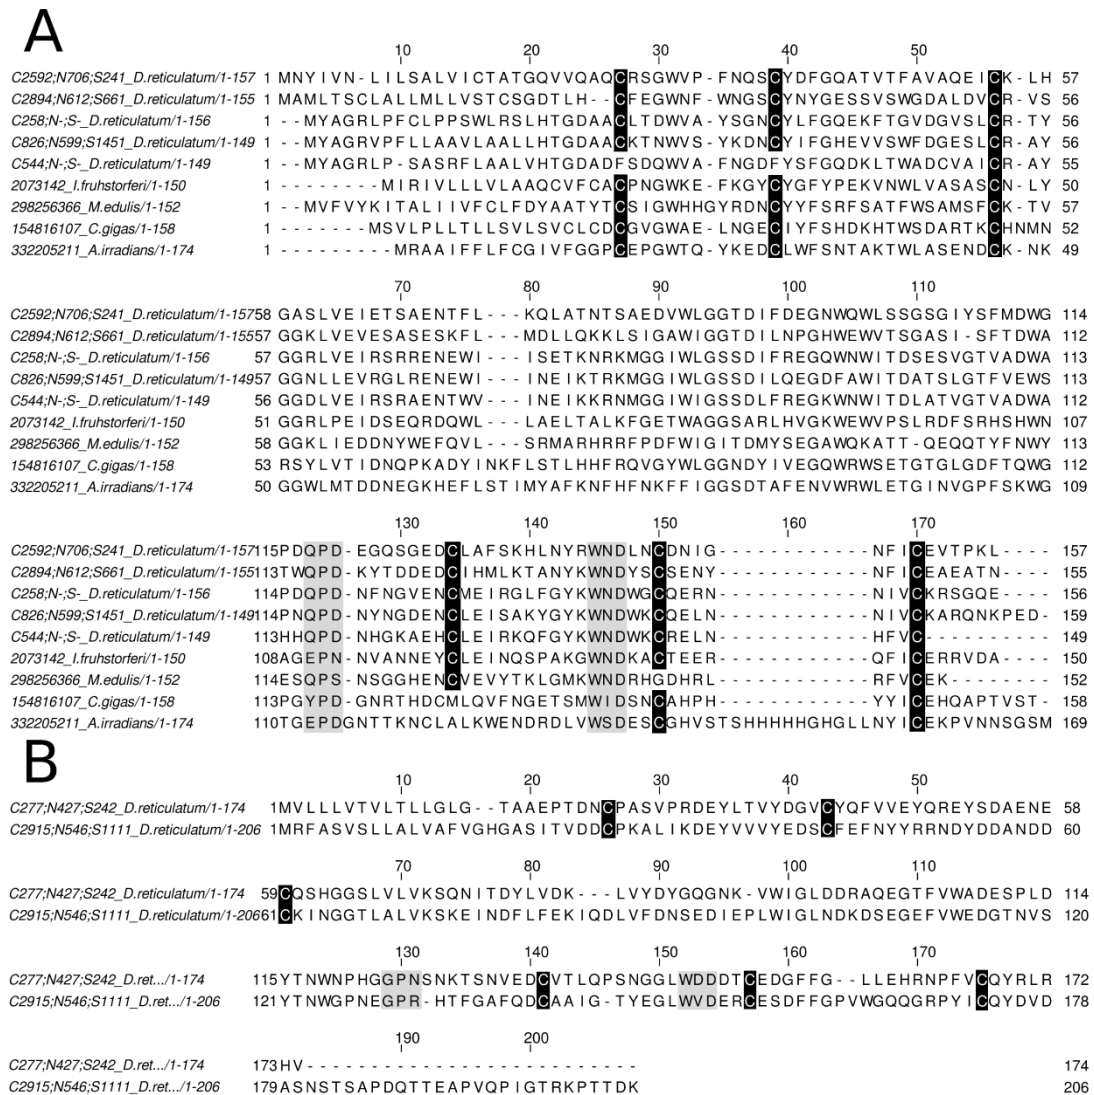 A
10 20 30 40 50
C2592;N706;S241_D.reticulatum/1-157 1 MNYIVN-LILSALVICTATGQVVQAQCRSGWVP-FNQSCYDFGQATVTFAVAQEICK-LH 57
C2894;N612;S661_D.reticulatum/1-155 1 MAMLTSCLALLMLLVSTCSGDTLH--CFEGWNF-WNGSCYNYGESSVSWGDALDVCR-VS 56
C258;N-;S-_D.reticulatum/1-156 1 --MYAGRLPFCLPPSWLRSLHTGDAACLTDWVA-YSGNCYLFGQEKFTGVDGVSLCR-TY 56
C826;N599;S1451_D.reticulatum/1-149 1 --MYAGRVPFLLAAVLAALLHTGDAACKTNWVS-YKDNCYIFGHEVVSWFDGESLCR-AY 56
C544;N-;S-_D.reticulatum/1-149 1 --MYAGRLP-SASRFLAALVLHTGDADFSDQWVA-FSNGDFYSFGQDKLTWADCVAICR-AY 55
2073142_I.fruhstorferi/1-150 1 --------MIRIVLLLVLAAQCVFCACPNGWKE-FKGYCYGFYPEKVNWLVASASCN-LY 50
298256366_M.edulis/1-152 1 --MVFVYKITALIIVFCLFDYAATYTCSIGWHHGYRDNCYYFSRFSATFWSAMSFCK-TV 57
154816107_C.gigas/1-158 1 -------MSVLPLLTLLSVLSVCLCDCGVGWAE-LNGECIYFSHDKHTWSDARTKCHNMN 52
332205211_A.irradians/1-174 1 ---------MRAAIFFLFCGIVFGGPCEPGWTQ-YKEDCLWFSNTAKTWLASENDCK-NK 49
70 80 90 100 110
C2592;N706;S241_D.reticulatum/1-157 58 GASLVEIETSAENTFKL---KQLATNTSAEDVWLGGTDIFDEGNWQWLSSGSGIYSFMDWG 114
C2894;N612;S661_D.reticulatum/1-155 57 GGKLVEVESASESKFL---MDLLQKKLSIGAWIGGTDILNPGHWEWVTSGASI-SFTDWA 112
C258;N-;S-_D.reticulatum/1-156 57 GGRLVEIRSRRENEWI---ISETKNRKMGGIWLGSSDIFREGQWNWITDSESVGTVADWA 113
C826;N599;S1451_D.reticulatum/1-149 57 GGNLLEVRGLRENEWI---INEIKTRKMGGIWLGSSDILQEGDFAWITDATSLGTFVEWS 113
C544;N-;S-_D.reticulatum/1-149 56 GGDLVEIRSRAENTWV---INEIKKRNMGGIWIGSSDLFREGKWNWITDLATVGTVADWA 112
2073142_I.fruhstorferi/1-150 51 GGRLPEIDSEQRDQWL---LAELTALKFGETWAGGSARLHVGKWEWVPSLRDFSRHSHWN 107
298256366_M.edulis/1-152 58 GGKLIEDDNYWEFQVL---SRMARHRRFPDFWIGITDMYSEGAWQKATT-QEQQTYFNWY 113
154816107_C.gigas/1-158 53 RSYLVTIDNQPKADYINKFLSTLHHFRQVGYWLGGNDYIVEGQWRWSETGTGLGDFTQWG 112
332205211_A.irradians/1-174 50 GGWLMTDDNEGKHEFLSTIMYAFKNFHFNKFFIGGSDTAFENVWRWLETGINVGPFSKWG 109
130 140 150 160 170
C2592;N706;S241_D.reticulatum/1-157 115 PDQPD-EGQSGEDCLAFSKHLNYRWNDLNCDNIG------------NFICEVTPKL---- 157
C2894;N612;S661_D.reticulatum/1-155 113 TWQPD-KYTDDEDCIHMLKTANYKWNDYSCSENY------------NFICEAEATN---- 155
C258;N-;S-_D.reticulatum/1-156 114 PDQPD-NFNGVENCMEIRGLFGYKWNDWGCQERN------------NIVCKRSGQE---- 156
C826;N599;S1451_D.reticulatum/1-149 114 PNQPD-NYNGDENCLEISAKYGYKWNDWKCQELN------------NIVCKARQNKPED- 159
C544;N-;S-_D.reticulatum/1-149 113 HHQPD-NHGKAEHCLEIRKQFGYKWNDWKCRELN------------HFVC---------- 149
2073142_I.fruhstorferi/1-150 108 AGEPN-NVANNEYCLEINQSPAKGWNDKACTEER------------QFICERRVDA---- 150
298256366_M.edulis/1-152 114 ESQPS-NSGGHENCVEVYTKLGMKWNDRHGDHRL------------RFVCEK-------- 152
154816107_C.gigas/1-158 113 PGYPD-GNRTHDCMLQVFNGETSMWIDSNCAHPH------------YYICEHQAPTVST- 158
332205211_A.irradians/1-174 110 TGEPDGNTTKNCLALKWENDRDLVWSDESCGHVSTSHHHHHGHGLLNYICEKPVNNSGSM 169
B
10 20 30 40 50
C277;N427;S242_D.reticulatum/1-174 1 MVLLLVTVLTLLGLG--TAAEPTDNCPASVPRDEYLTVYDGVCYQFVVEYQREYSDAENE 58
C2915;N546;S1111_D.reticulatum/1-206 1 MRFASVSLLALVAFVGHGASITVDDCPKALIKDEYVVVYEDSCFEFNYYRRNDYDDANDD 60
70 80 90 100 110
C277;N427;S242_D.reticulatum/1-174 59 CQSHGGSLVLVKSQNITDYLVDK---LVYDYGQGNK-VWIGLDDRAQEGTFVWADESPLD 114
C2915;N546;S1111_D.reticulatum/1-206 61 CKINGGTLALVKSKEINDFLFEKIQDLVFDNSEDIEPLWIGLNDKDSEGEFVWEDGTNVS 120
130 140 150 160 170
C277;N427;S242_D.ret.../1-174 115 YTNWNPHGGPNSNKTSNVEDCVTLQPSNGGLWDDDTCEDGFFG--LLEHRNPFVCQYRLR 172
C2915;N546;S1111_D.ret.../1-206 121 YTNWGPNEGPR-HTFGAFQDCAAIG-TYEGLWVDERCESDFFGPVWGQQGRPYICQYDVD 178
190 200
C277;N427;S242_D.ret.../1-174 173 HV-------------------------- 174
C2915;N546;S1111_D.ret.../1-206 179 ASNSTSAPDQTTEAPVQPIGTRKPTTDK 206